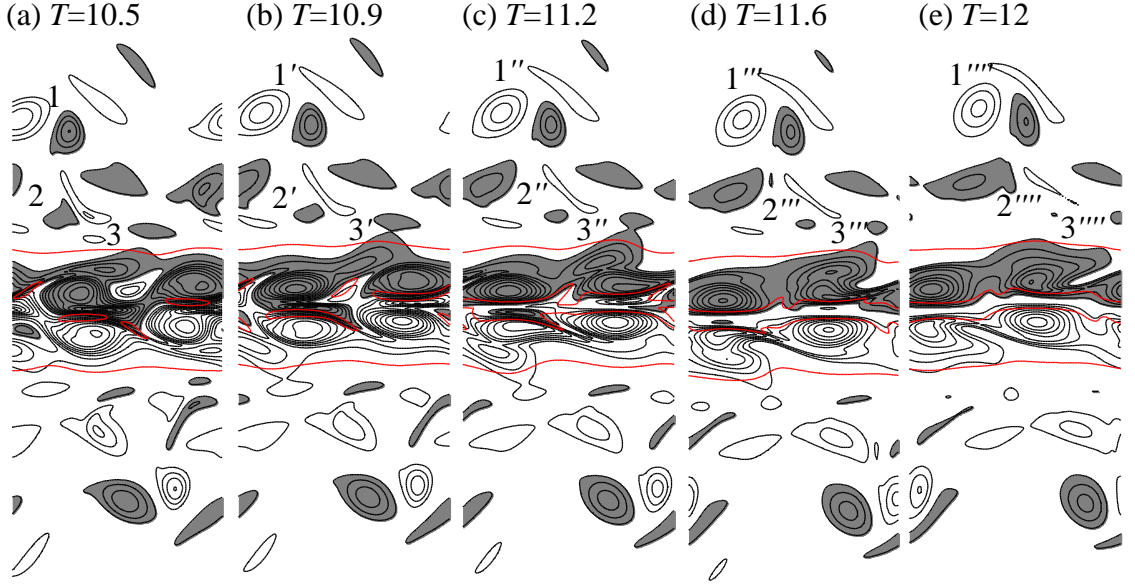 (a) T=10.5 (b) T=10.9 (c) T=11.2 (d) T=11.6 (e) T=12
1 1′ 1″ 1‴ 1⁗
2 2′ 2″ 2‴ 2⁗
3 3′ 3″ 3‴ 3⁗